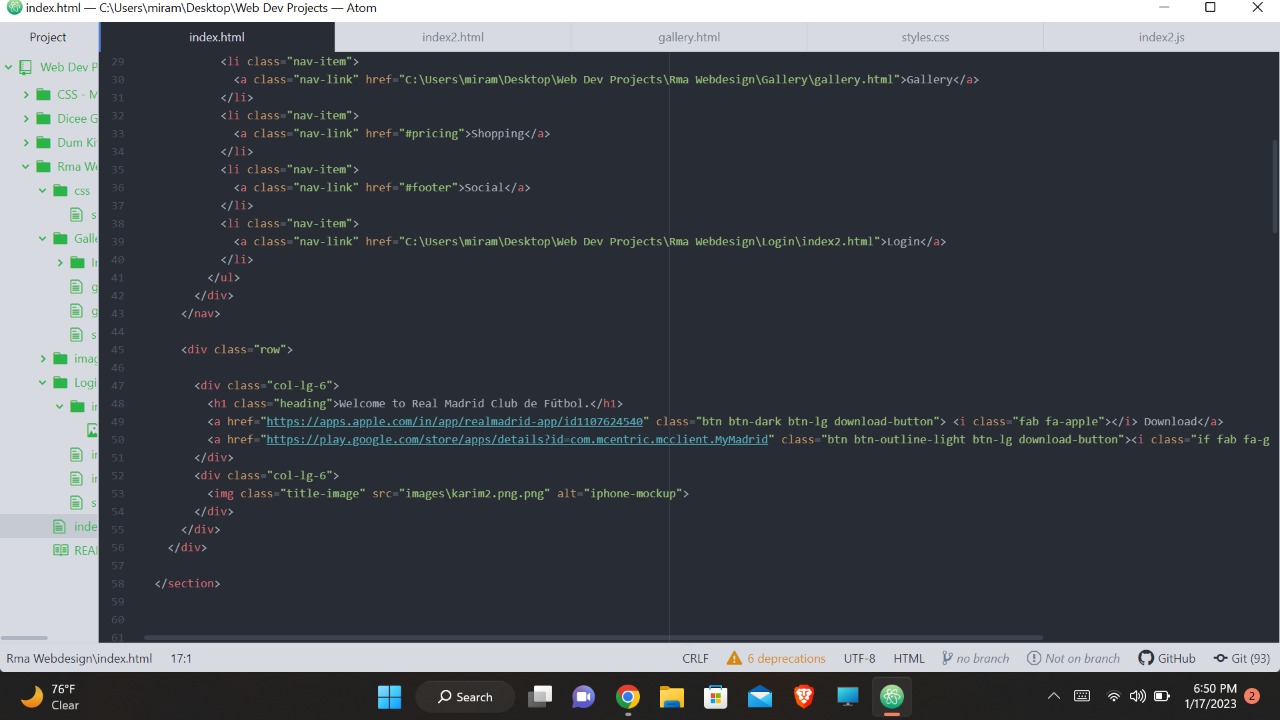 index.html — C:\Users\miram\Desktop\Web Dev Projects — Atom
Project
index.html
index2.html
gallery.html
styles.css
index2.js
Web Dev P
CSS - M
Dicee G
Dum Ki
Rma We
css
s
Galle
g
g
s
imag
Logi
s
inde
REAI
29 <li class="nav-item">
30 <a class="nav-link" href="C:\Users\miram\Desktop\Web Dev Projects\Rma Webdesign\Gallery\gallery.html">Gallery</a>
31 </li>
32 <li class="nav-item">
33 <a class="nav-link" href="#pricing">Shopping</a>
34 </li>
35 <li class="nav-item">
36 <a class="nav-link" href="#footer">Social</a>
37 </li>
38 <li class="nav-item">
39 <a class="nav-link" href="C:\Users\miram\Desktop\Web Dev Projects\Rma Webdesign\Login\index2.html">Login</a>
40 </li>
41 </ul>
42 </div>
43 </nav>
44
45 <div class="row">
46
47 <div class="col-lg-6">
48 <h1 class="heading">Welcome to Real Madrid Club de Fútbol.</h1>
49 <a href="https://apps.apple.com/in/app/realmadrid-app/id1107624540" class="btn btn-dark btn-lg download-button"> <i class="fab fa-apple"></i> Download</a>
50 <a href="https://play.google.com/store/apps/details?id=com.mcentric.mcclient.MyMadrid" class="btn btn-outline-light btn-lg download-button"><i class="if fab fa-g
51 </div>
52 <div class="col-lg-6">
53 <img class="title-image" src="images\karim2.png.png" alt="iphone-mockup">
54 </div>
55 </div>
56 </div>
57
58 </section>
59
60
61
Rma Webdesign\index.html 17:1
CRLF
6 deprecations
UTF-8
HTML
no branch
Not on branch
GitHub
Git (93)
76°F
Clear
Search
6:50 PM
1/17/2023
2